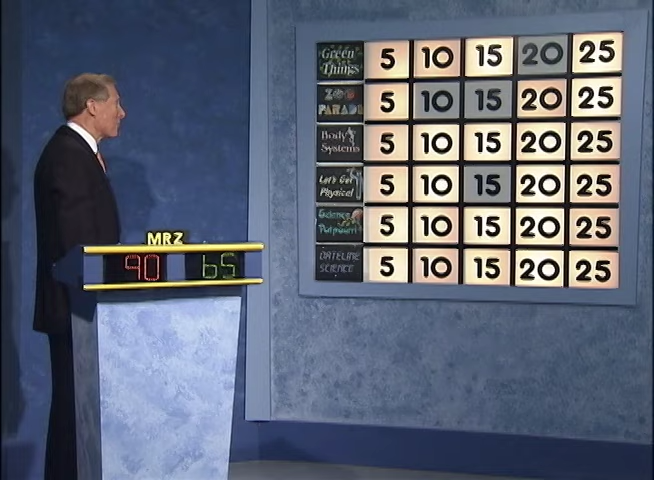 Green Things 5 10 15 20 25
ZOO PARADE 5 10 15 20 25
Body Systems 5 10 15 20 25
Let's Get Physical! 5 10 15 20 25
Science Potpourri 5 10 15 20 25
DATELINE SCIENCE 5 10 15 20 25
MRZ
90 65